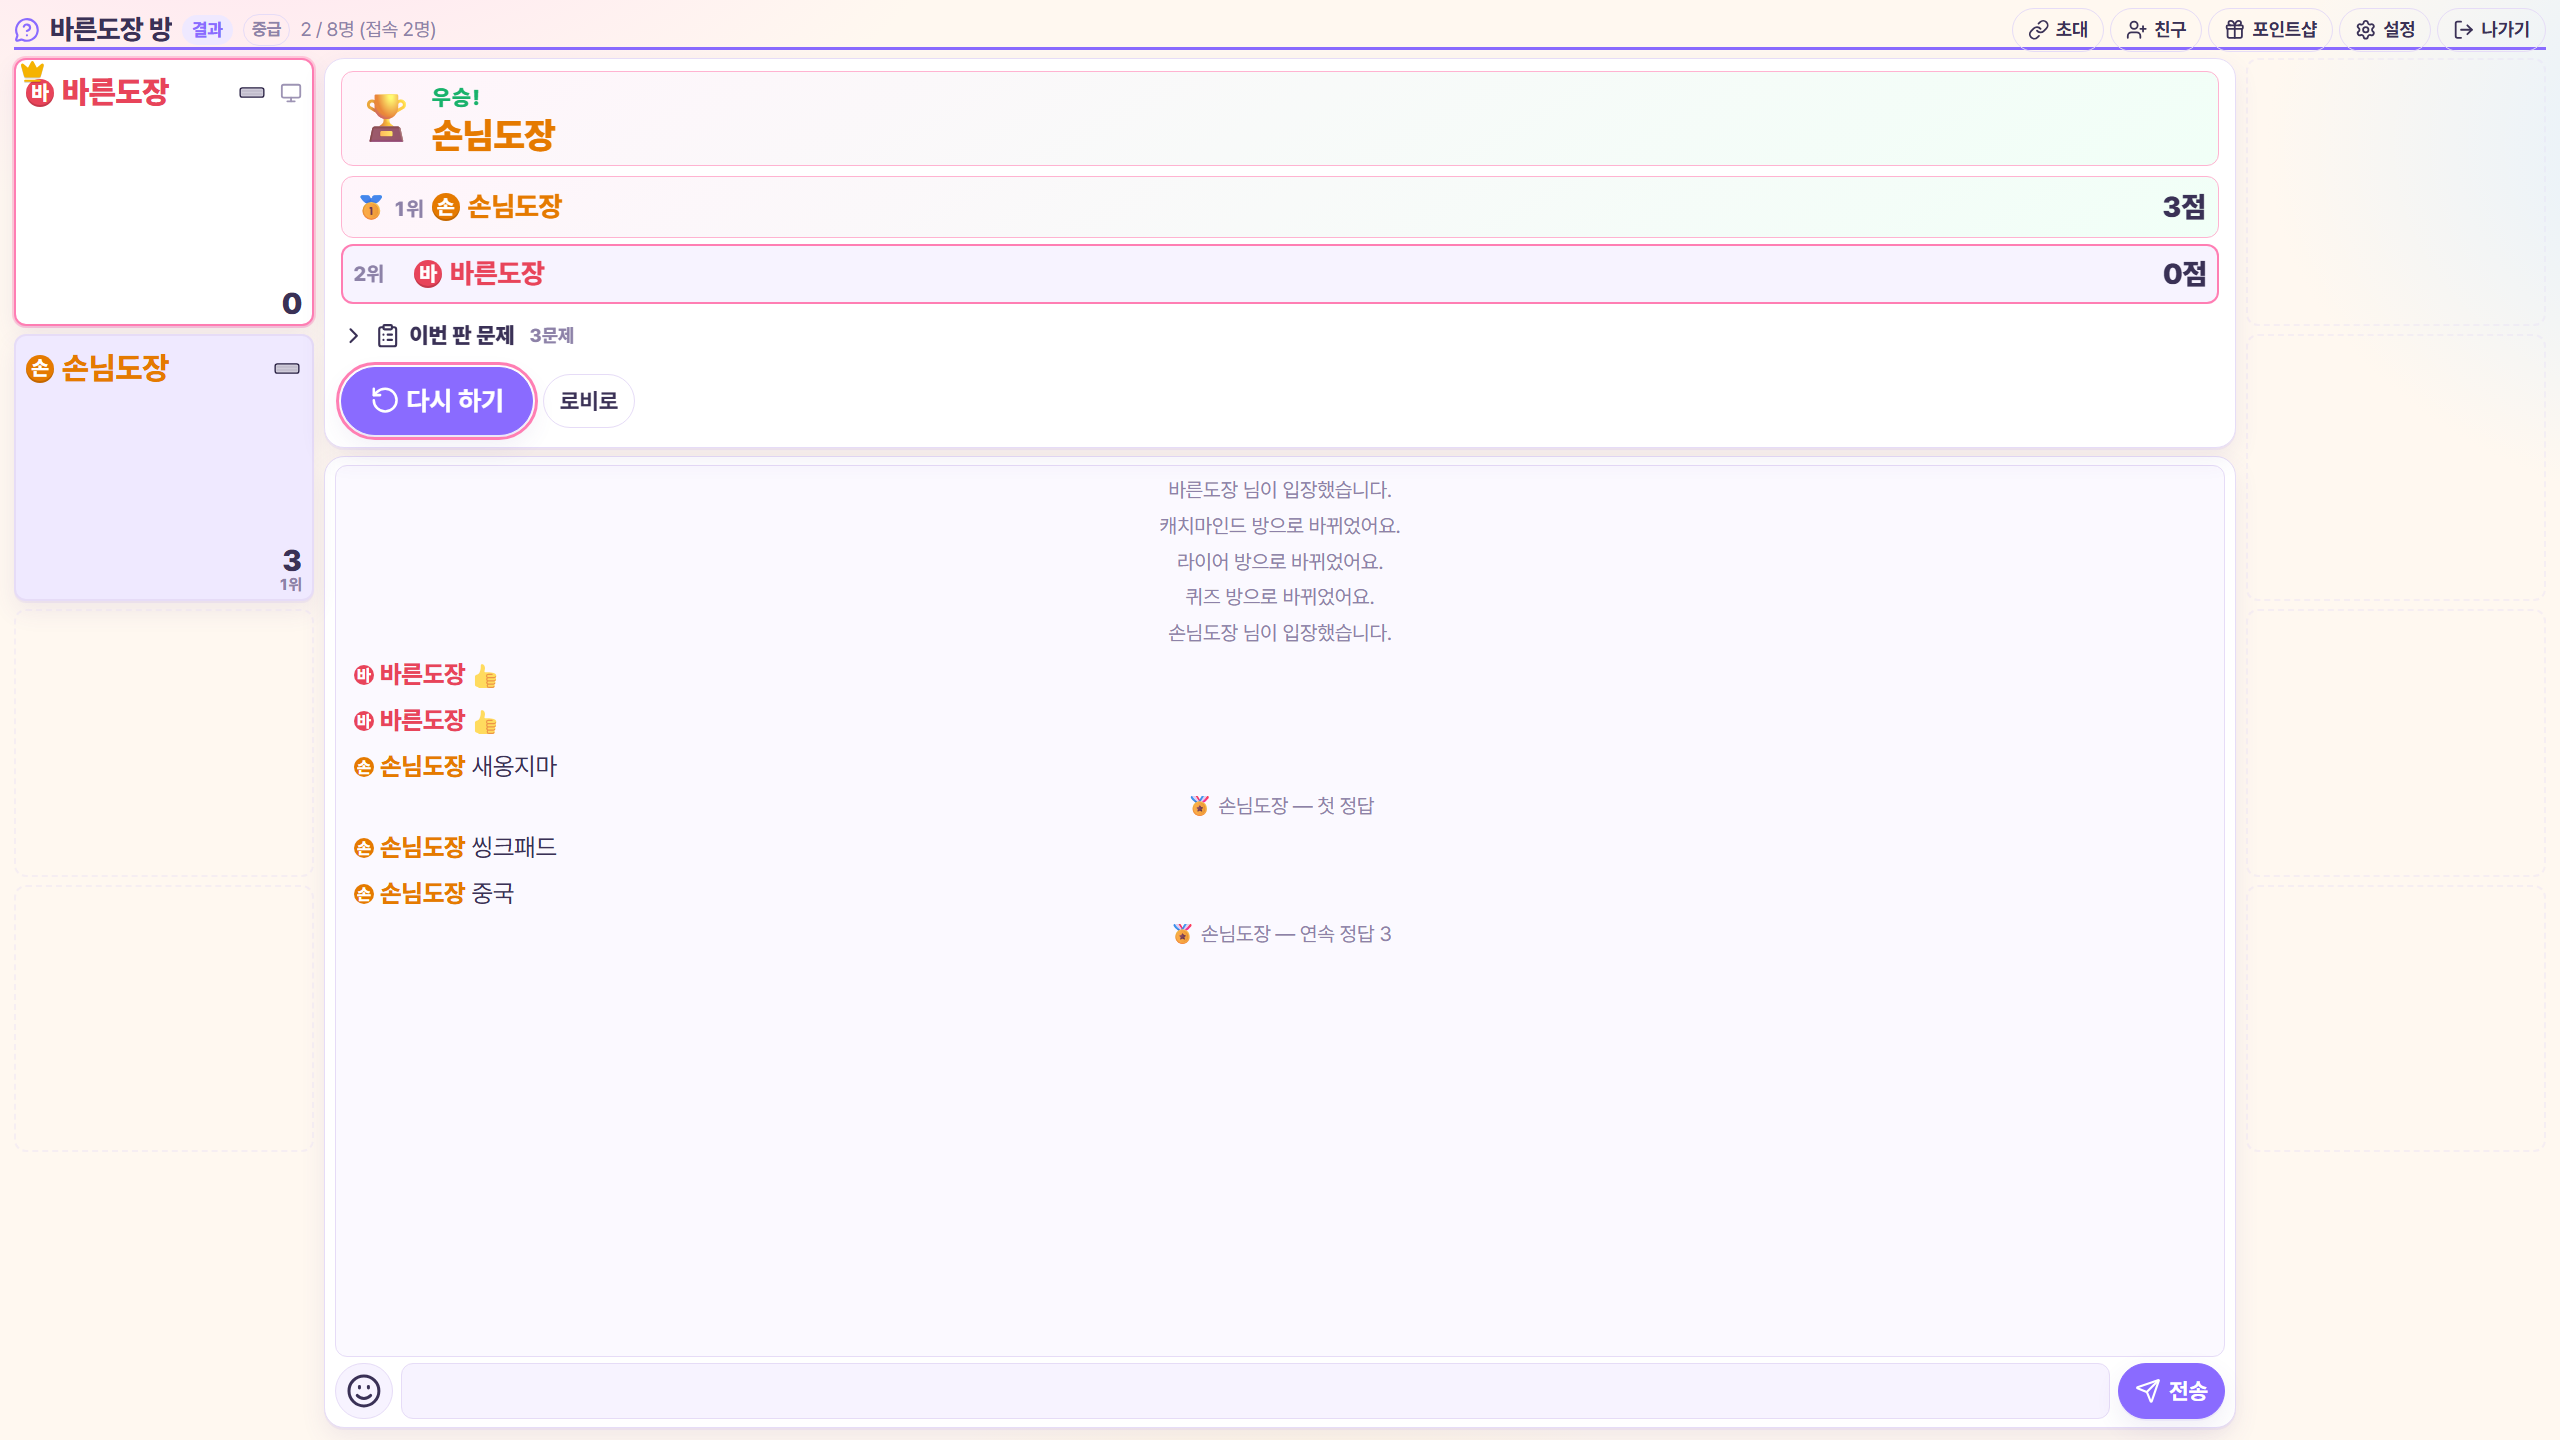 바른도장 방 결과 중급 2 / 8명 (접속 2명)
초대 친구 포인트샵 설정 나가기
바 바른도장
0
손 손님도장
3
1위
우승!
손님도장
1위 손 손님도장 3점
2위 바 바른도장 0점
이번 판 문제 3문제
다시 하기 로비로
바른도장 님이 입장했습니다.
캐치마인드 방으로 바뀌었어요.
라이어 방으로 바뀌었어요.
퀴즈 방으로 바뀌었어요.
손님도장 님이 입장했습니다.
바 바른도장 👍
바 바른도장 👍
손 손님도장 새옹지마
🏅 손님도장 — 첫 정답
손 손님도장 씽크패드
손 손님도장 중국
🏅 손님도장 — 연속 정답 3
전송